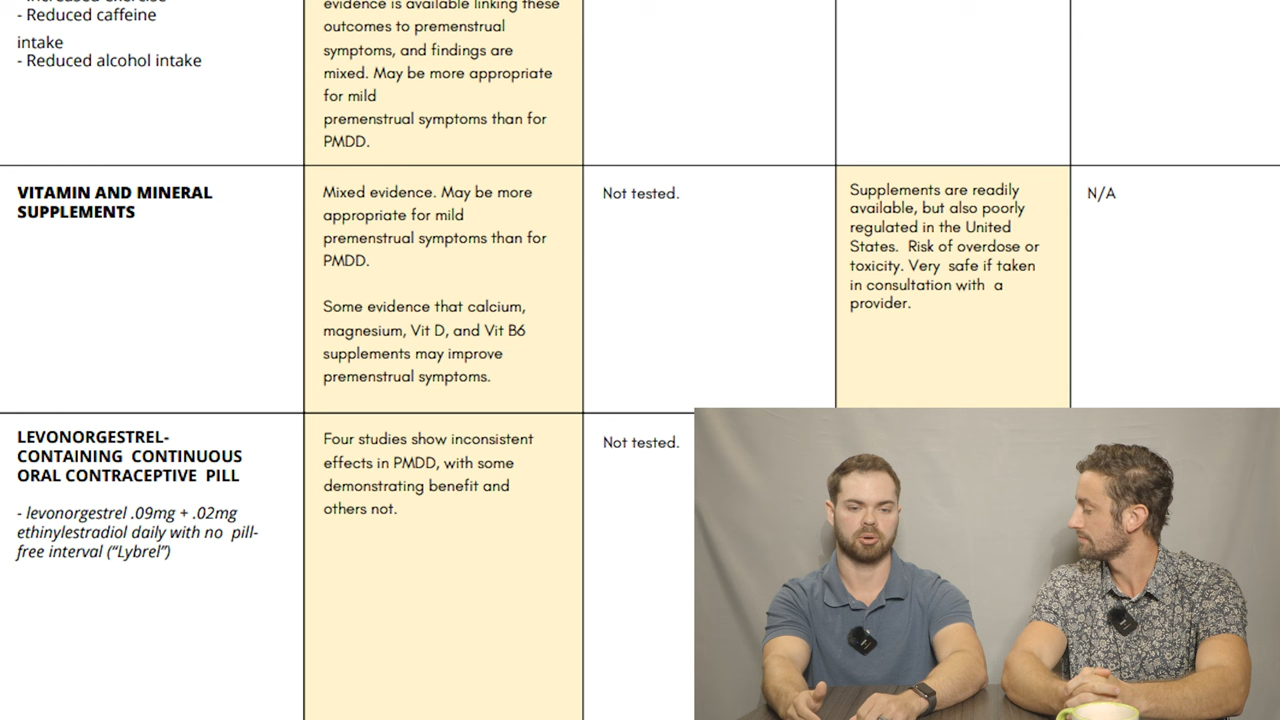 - Increased exercise
- Reduced caffeine
intake
- Reduced alcohol intake
evidence is available linking these
outcomes to premenstrual
symptoms, and findings are
mixed. May be more appropriate
for mild
premenstrual symptoms than for
PMDD.
VITAMIN AND MINERAL
SUPPLEMENTS
Mixed evidence. May be more
appropriate for mild
premenstrual symptoms than for
PMDD.
Some evidence that calcium,
magnesium, Vit D, and Vit B6
supplements may improve
premenstrual symptoms.
Not tested.
Supplements are readily
available, but also poorly
regulated in the United
States.  Risk of overdose or
toxicity. Very  safe if taken
in consultation with  a
provider.
N/A
LEVONORGESTREL-
CONTAINING  CONTINUOUS
ORAL CONTRACEPTIVE  PILL
- levonorgestrel .09mg + .02mg
ethinylestradiol daily with no  pill-
free interval (“Lybrel”)
Four studies show inconsistent
effects in PMDD, with some
demonstrating benefit and
others not.
Not tested.